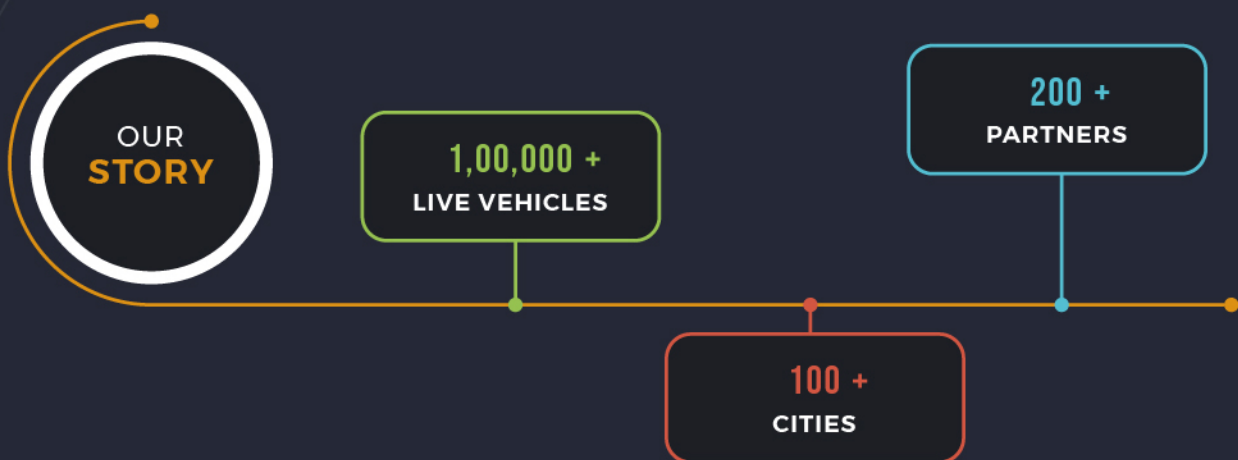 OUR
STORY
1,00,000 +
LIVE VEHICLES
100 +
CITIES
200 +
PARTNERS